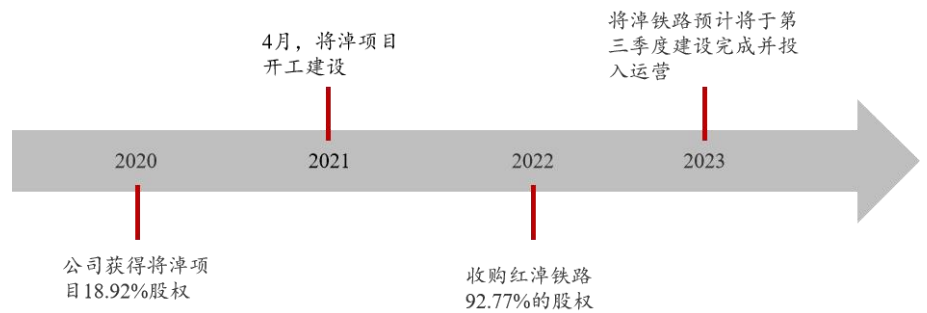 将淖铁路预计将于第
三季度建设完成并投
入运营
4月，将淖项目
开工建设
2020
2021
2022
2023
公司获得将淖项
目18.92%股权
收购红淖铁路
92.77%的股权